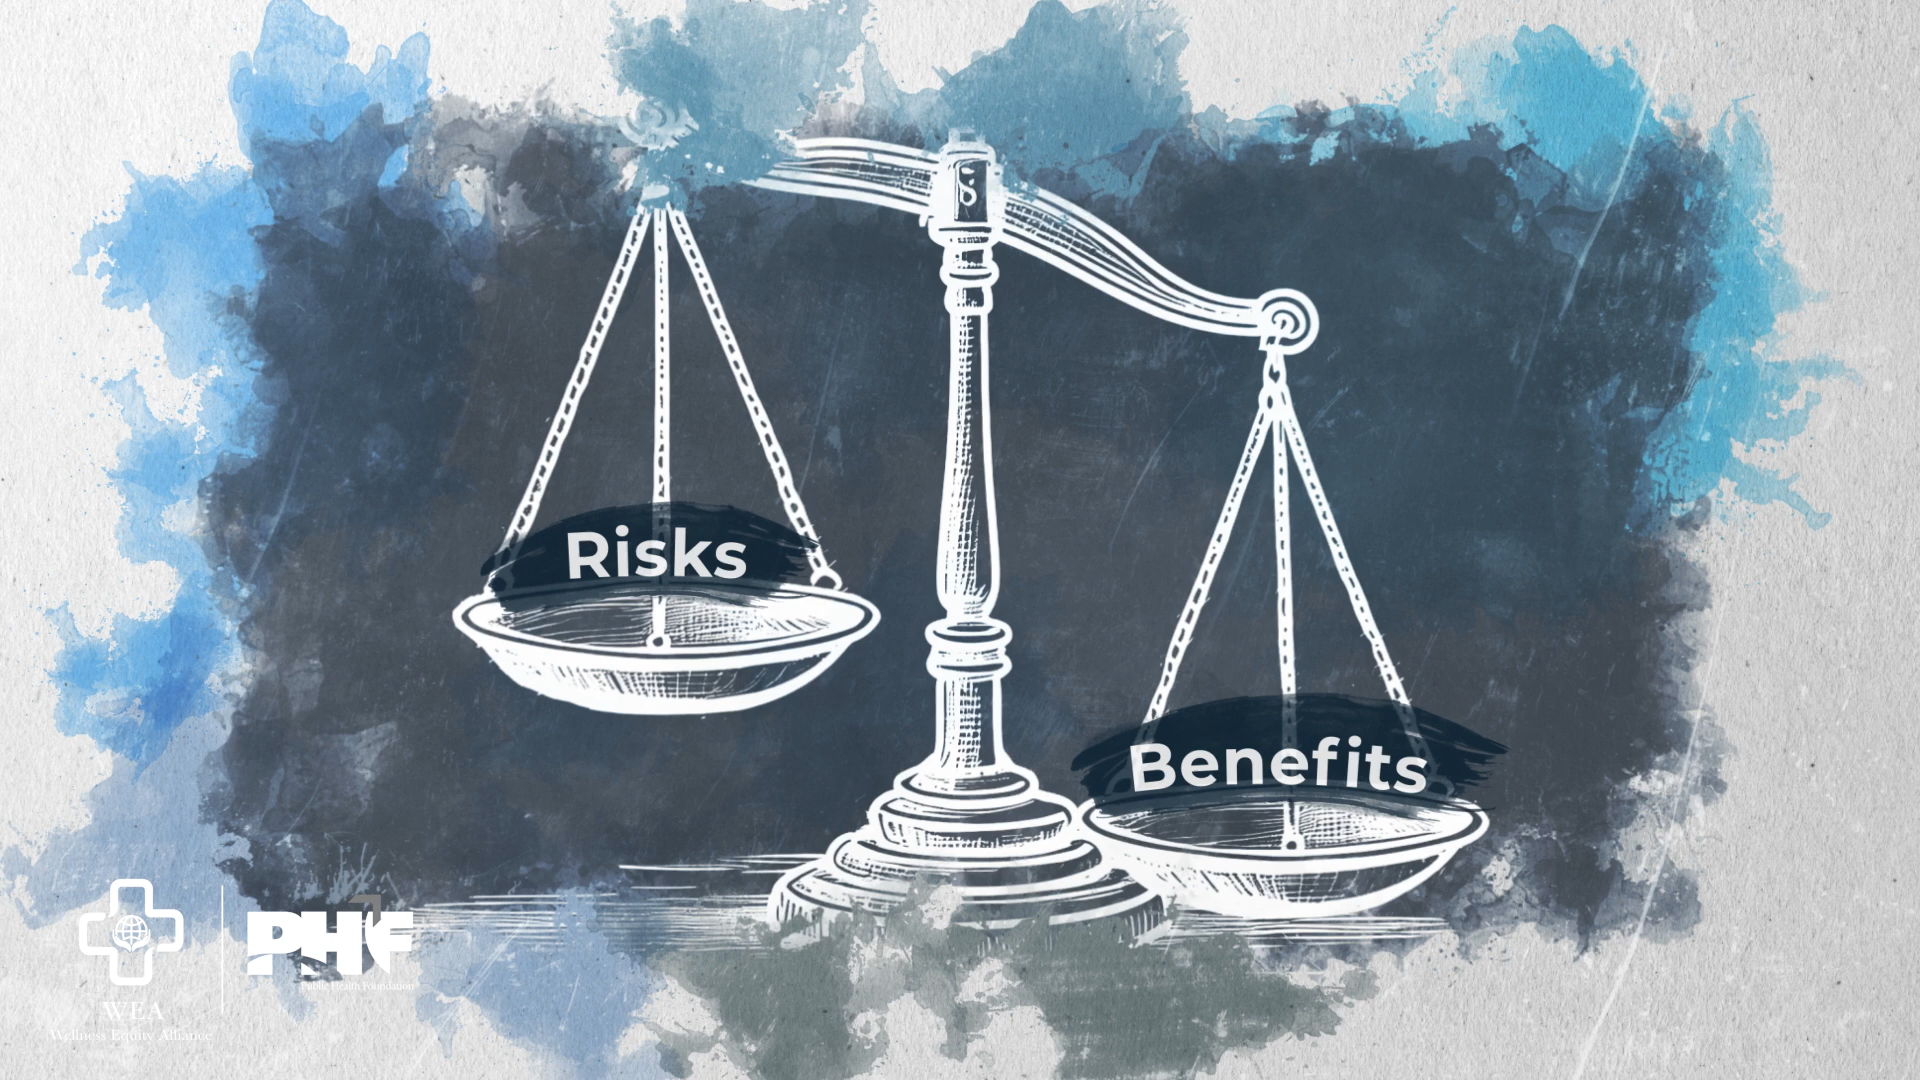 Risks
Benefits
PHF
Public Health Foundation
WEA
Wellness Equity Alliance